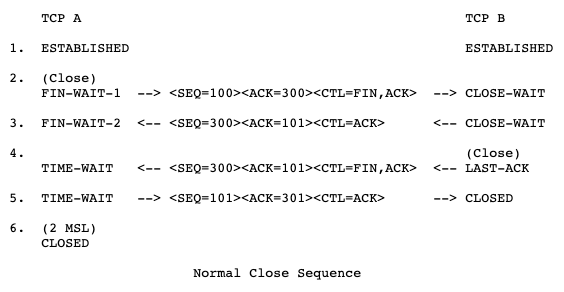 TCP A                                                TCP B
1.  ESTABLISHED                                          ESTABLISHED
2.  (Close)
    FIN-WAIT-1  --> <SEQ=100><ACK=300><CTL=FIN,ACK>  --> CLOSE-WAIT
3.  FIN-WAIT-2  <-- <SEQ=300><ACK=101><CTL=ACK>      <-- CLOSE-WAIT
4.                                                       (Close)
    TIME-WAIT   <-- <SEQ=300><ACK=101><CTL=FIN,ACK>  <-- LAST-ACK
5.  TIME-WAIT   --> <SEQ=101><ACK=301><CTL=ACK>      --> CLOSED
6.  (2 MSL)
    CLOSED
Normal Close Sequence